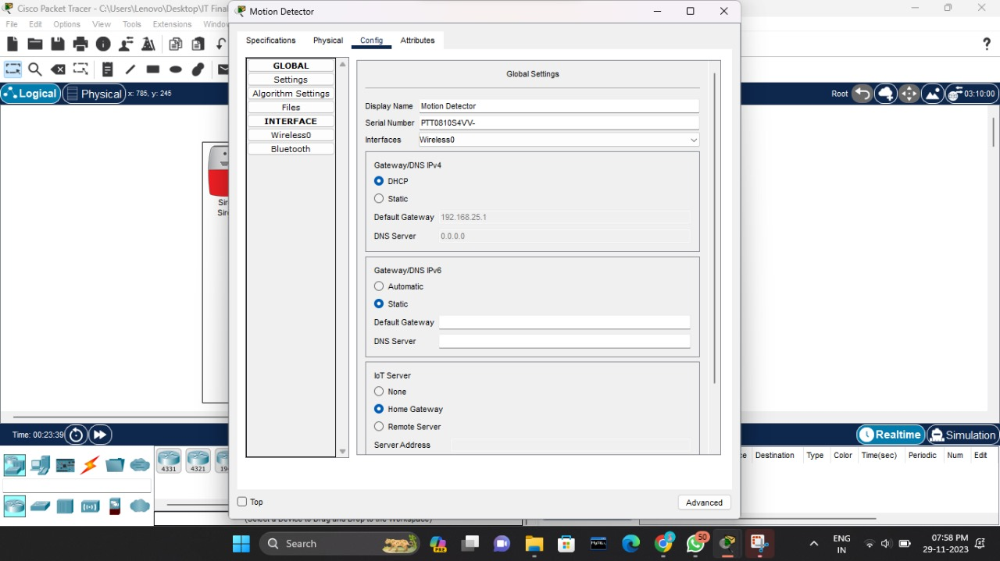 Cisco Packet Tracer - C:\Users\Lenovo\Desktop\IT Final
Motion Detector
File Edit Options View Tools Extensions Window
Specifications Physical Config Attributes
GLOBAL
Settings
Algorithm Settings
Files
INTERFACE
Wireless0
Bluetooth
Global Settings
Display Name Motion Detector
Serial Number PTT0810S4VV-
Interfaces Wireless0
Gateway/DNS IPv4
DHCP
Static
Default Gateway 192.168.25.1
DNS Server 0.0.0.0
Gateway/DNS IPv6
Automatic
Static
Default Gateway
DNS Server
IoT Server
None
Home Gateway
Remote Server
Server Address
Top
Advanced
Logical Physical x: 785, y: 245
Root 03:10:00
Time: 00:23:39
Realtime Simulation
4331 4321
Destination Type Color Time(sec) Periodic Num Edit
(Select a Device to Drag and Drop to the Workspace)
Search
PRE
50
ENG
IN
07:58 PM
29-11-2023